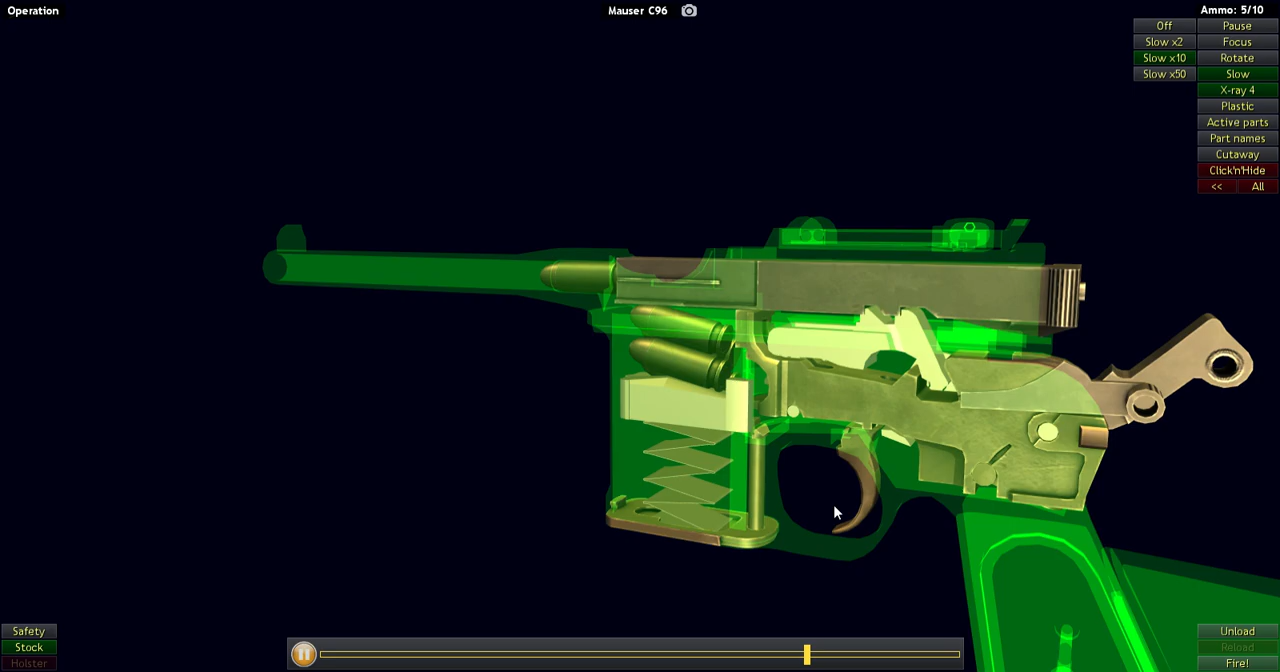 Operation
Mauser C96
Ammo: 5/10
Off
Pause
Slow x2
Focus
Slow x10
Rotate
Slow x50
Slow
X-ray 4
Plastic
Active parts
Part names
Cutaway
Click'n'Hide
<< All
Safety
Stock
Holster
Unload
Reload
Fire!